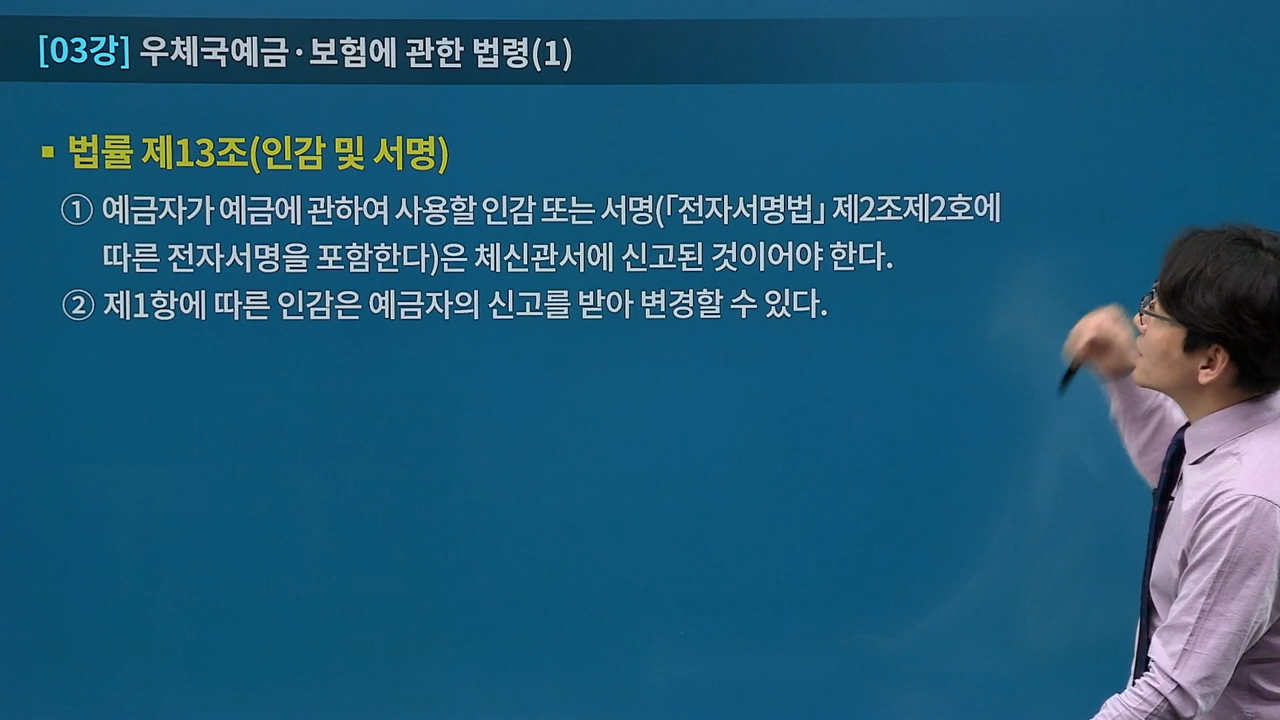 [03강] 우체국예금·보험에 관한 법령(1)
▪ 법률 제13조(인감 및 서명)
① 예금자가 예금에 관하여 사용할 인감 또는 서명(「전자서명법」 제2조제2호에
따른 전자서명을 포함한다)은 체신관서에 신고된 것이어야 한다.
② 제1항에 따른 인감은 예금자의 신고를 받아 변경할 수 있다.